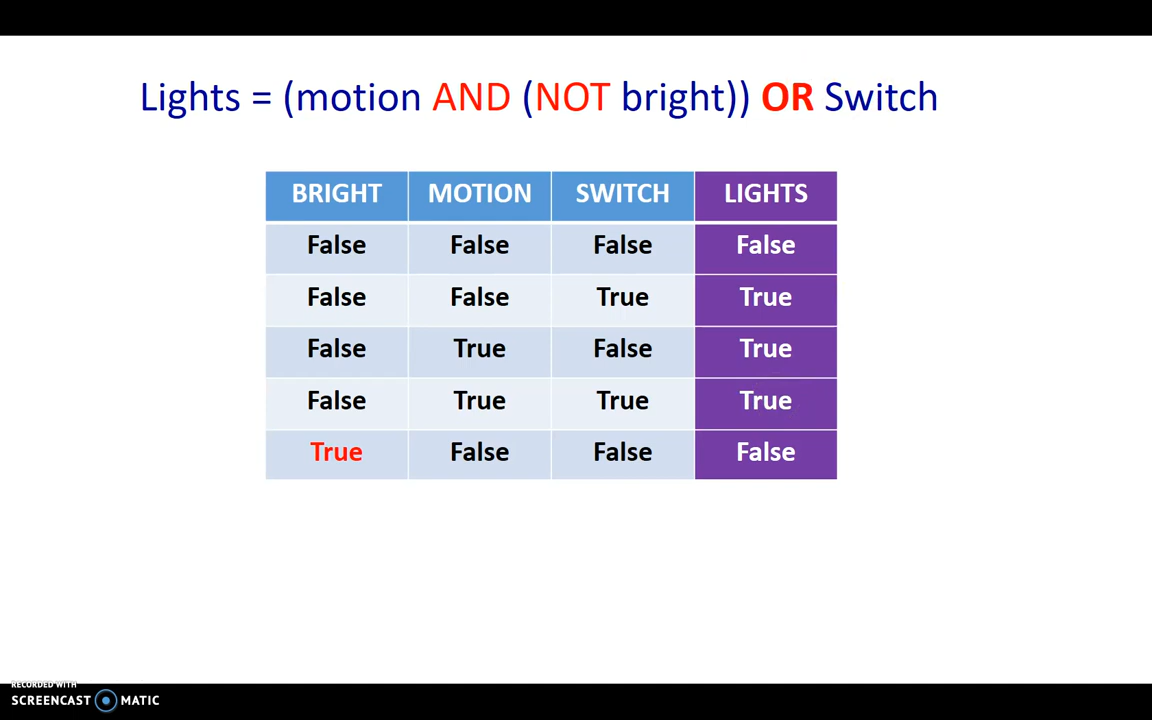 Lights = (motion AND (NOT bright)) OR Switch
BRIGHT MOTION SWITCH LIGHTS
False False False False
False False True True
False True False True
False True True True
True False False False
RECORDED WITH
SCREENCAST MATIC